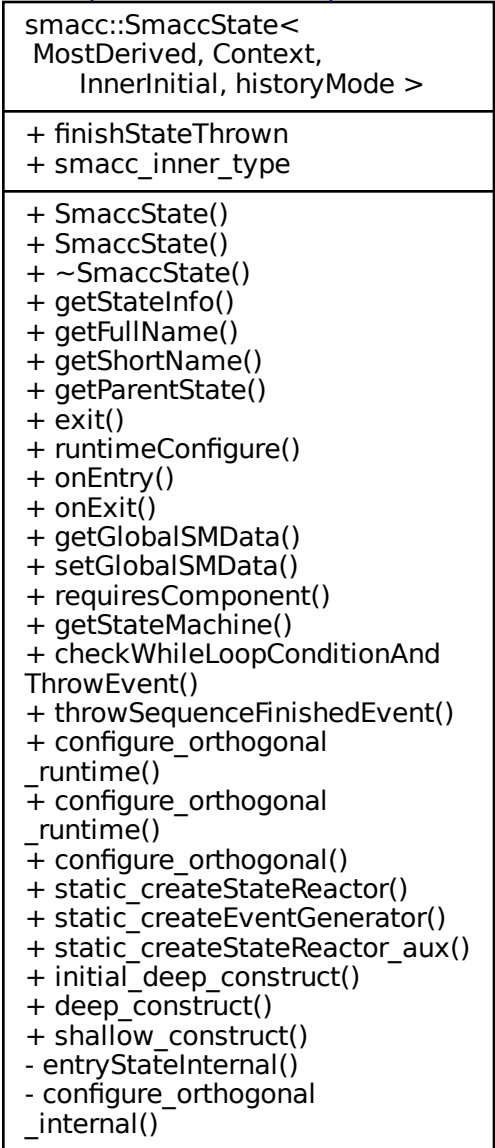 smacc::SmaccState<
MostDerived, Context,
InnerInitial, historyMode >
+ finishStateThrown
+ smacc_inner_type
+ SmaccState()
+ SmaccState()
+ ~SmaccState()
+ getStateInfo()
+ getFullName()
+ getShortName()
+ getParentState()
+ exit()
+ runtimeConfigure()
+ onEntry()
+ onExit()
+ getGlobalSMData()
+ setGlobalSMData()
+ requiresComponent()
+ getStateMachine()
+ checkWhileLoopConditionAnd
ThrowEvent()
+ throwSequenceFinishedEvent()
+ configure_orthogonal
_runtime()
+ configure_orthogonal
_runtime()
+ configure_orthogonal()
+ static_createStateReactor()
+ static_createEventGenerator()
+ static_createStateReactor_aux()
+ initial_deep_construct()
+ deep_construct()
+ shallow_construct()
- entryStateInternal()
- configure_orthogonal
_internal()